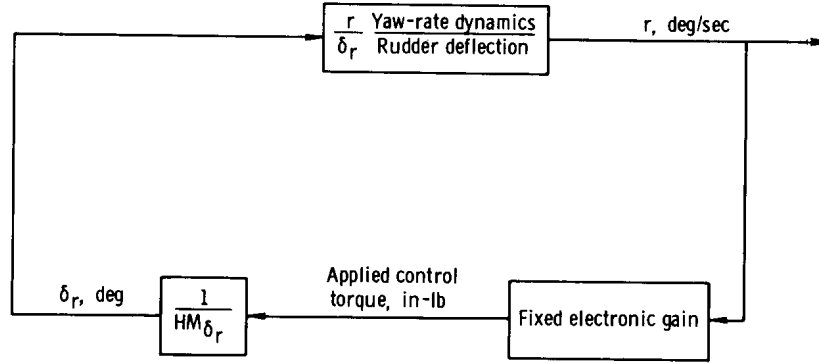 r Yaw-rate dynamics r, deg/sec
δr Rudder deflection
Applied control
torque, in-lb
δr, deg
1
HMδr
Fixed electronic gain